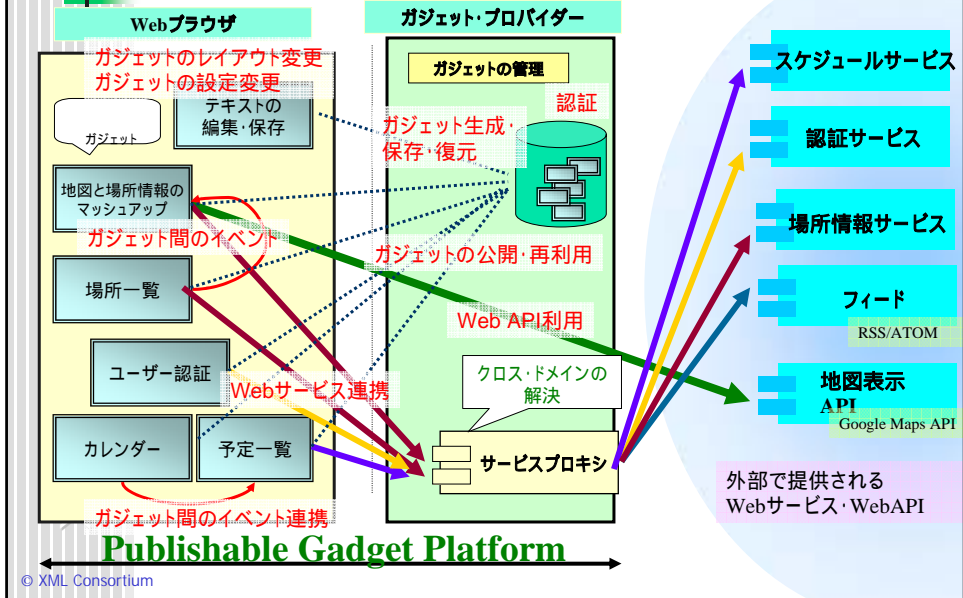 Webブラウザ
ガジェット･プロバイダー
ガジェットのレイアウト変更
ガジェットの設定変更
テキストの
編集･保存
ガジェット
地図と場所情報の
マッシュアップ
ガジェット間のイベント
場所一覧
ユーザー認証
Webサービス連携
カレンダー
予定一覧
ガジェット間のイベント連携
ガジェットの管理
認証
ガジェット生成･
保存･復元
ガジェットの公開･再利用
Web API利用
クロス･ドメインの
解決
サービスプロキシ
スケジュールサービス
認証サービス
場所情報サービス
フィード
RSS/ATOM
地図表示
API
Google Maps API
外部で提供される
Webサービス･WebAPI
Publishable Gadget Platform
© XML Consortium